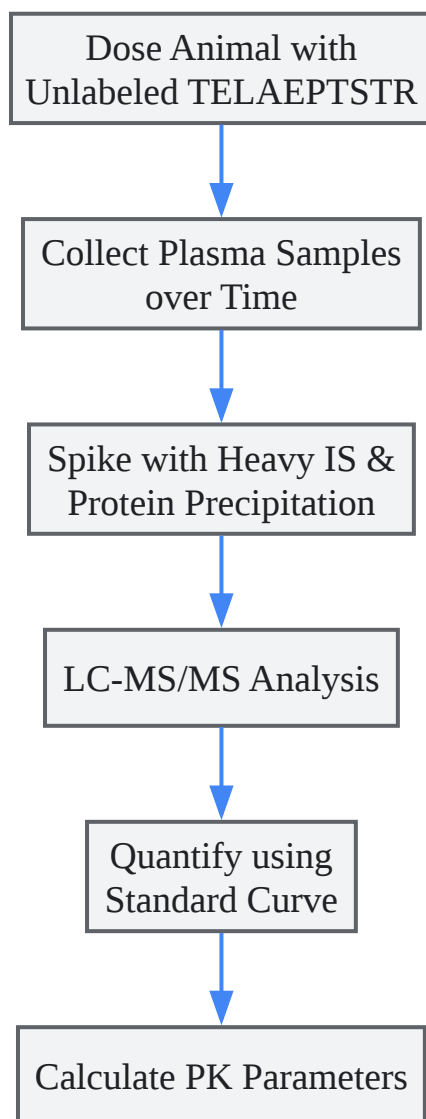 Dose Animal with
Unlabeled TELAEPTSTR
Collect Plasma Samples
over Time
Spike with Heavy IS &
Protein Precipitation
LC-MS/MS Analysis
Quantify using
Standard Curve
Calculate PK Parameters